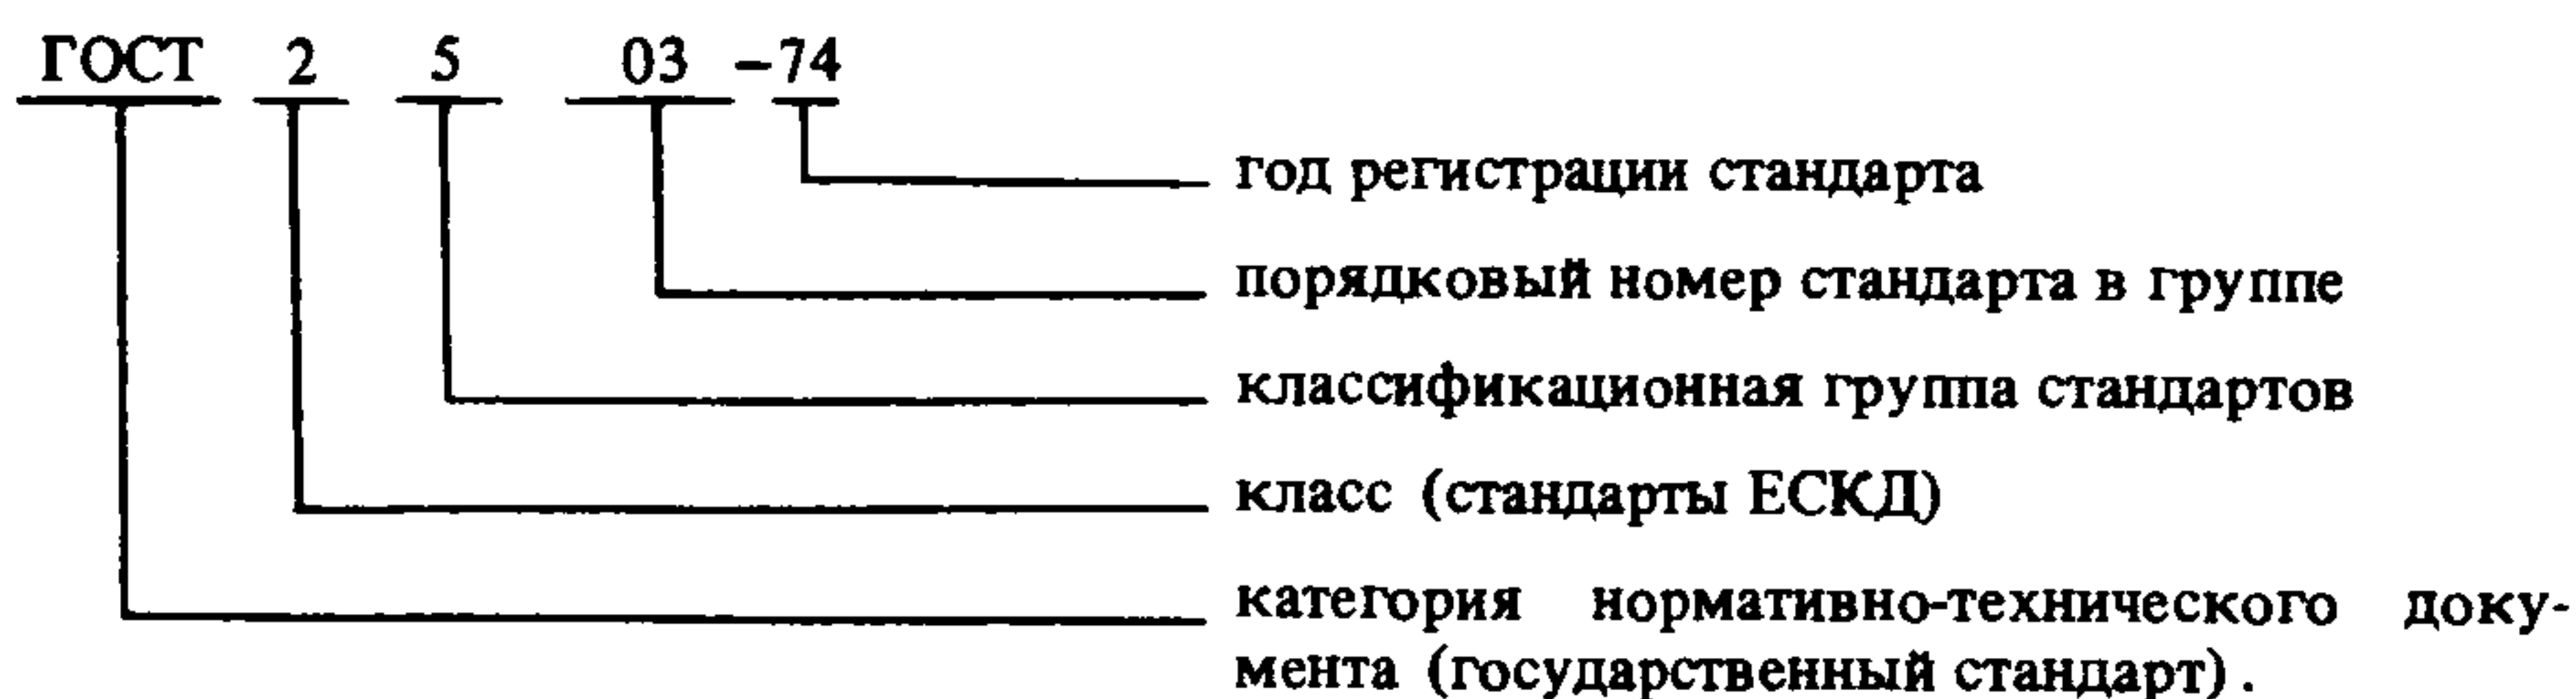 ГОСТ 2 5 03 –74
год регистрации стандарта
порядковый номер стандарта в группе
классификационная группа стандартов
класс (стандарты ЕСКД)
категория нормативно-технического доку-
мента (государственный стандарт).